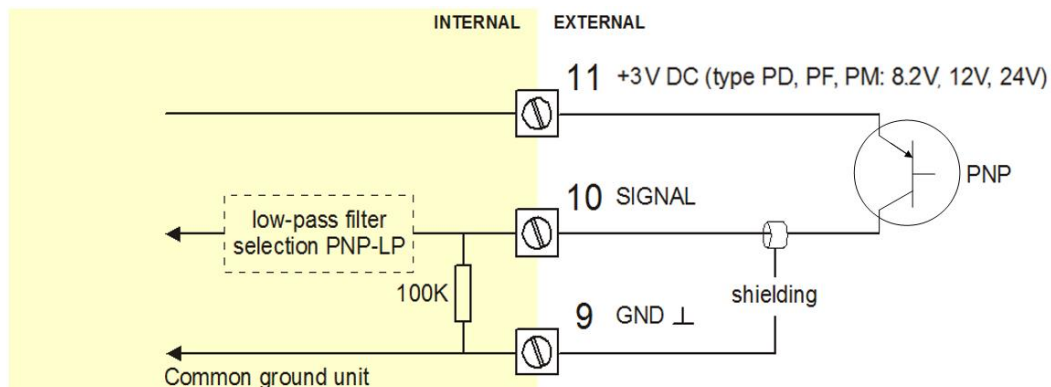 INTERNAL EXTERNAL
11 +3V DC (type PD, PF, PM: 8.2V, 12V, 24V)
PNP
10 SIGNAL
low-pass filter
selection PNP-LP
100K
shielding
9 GND ⊥
Common ground unit